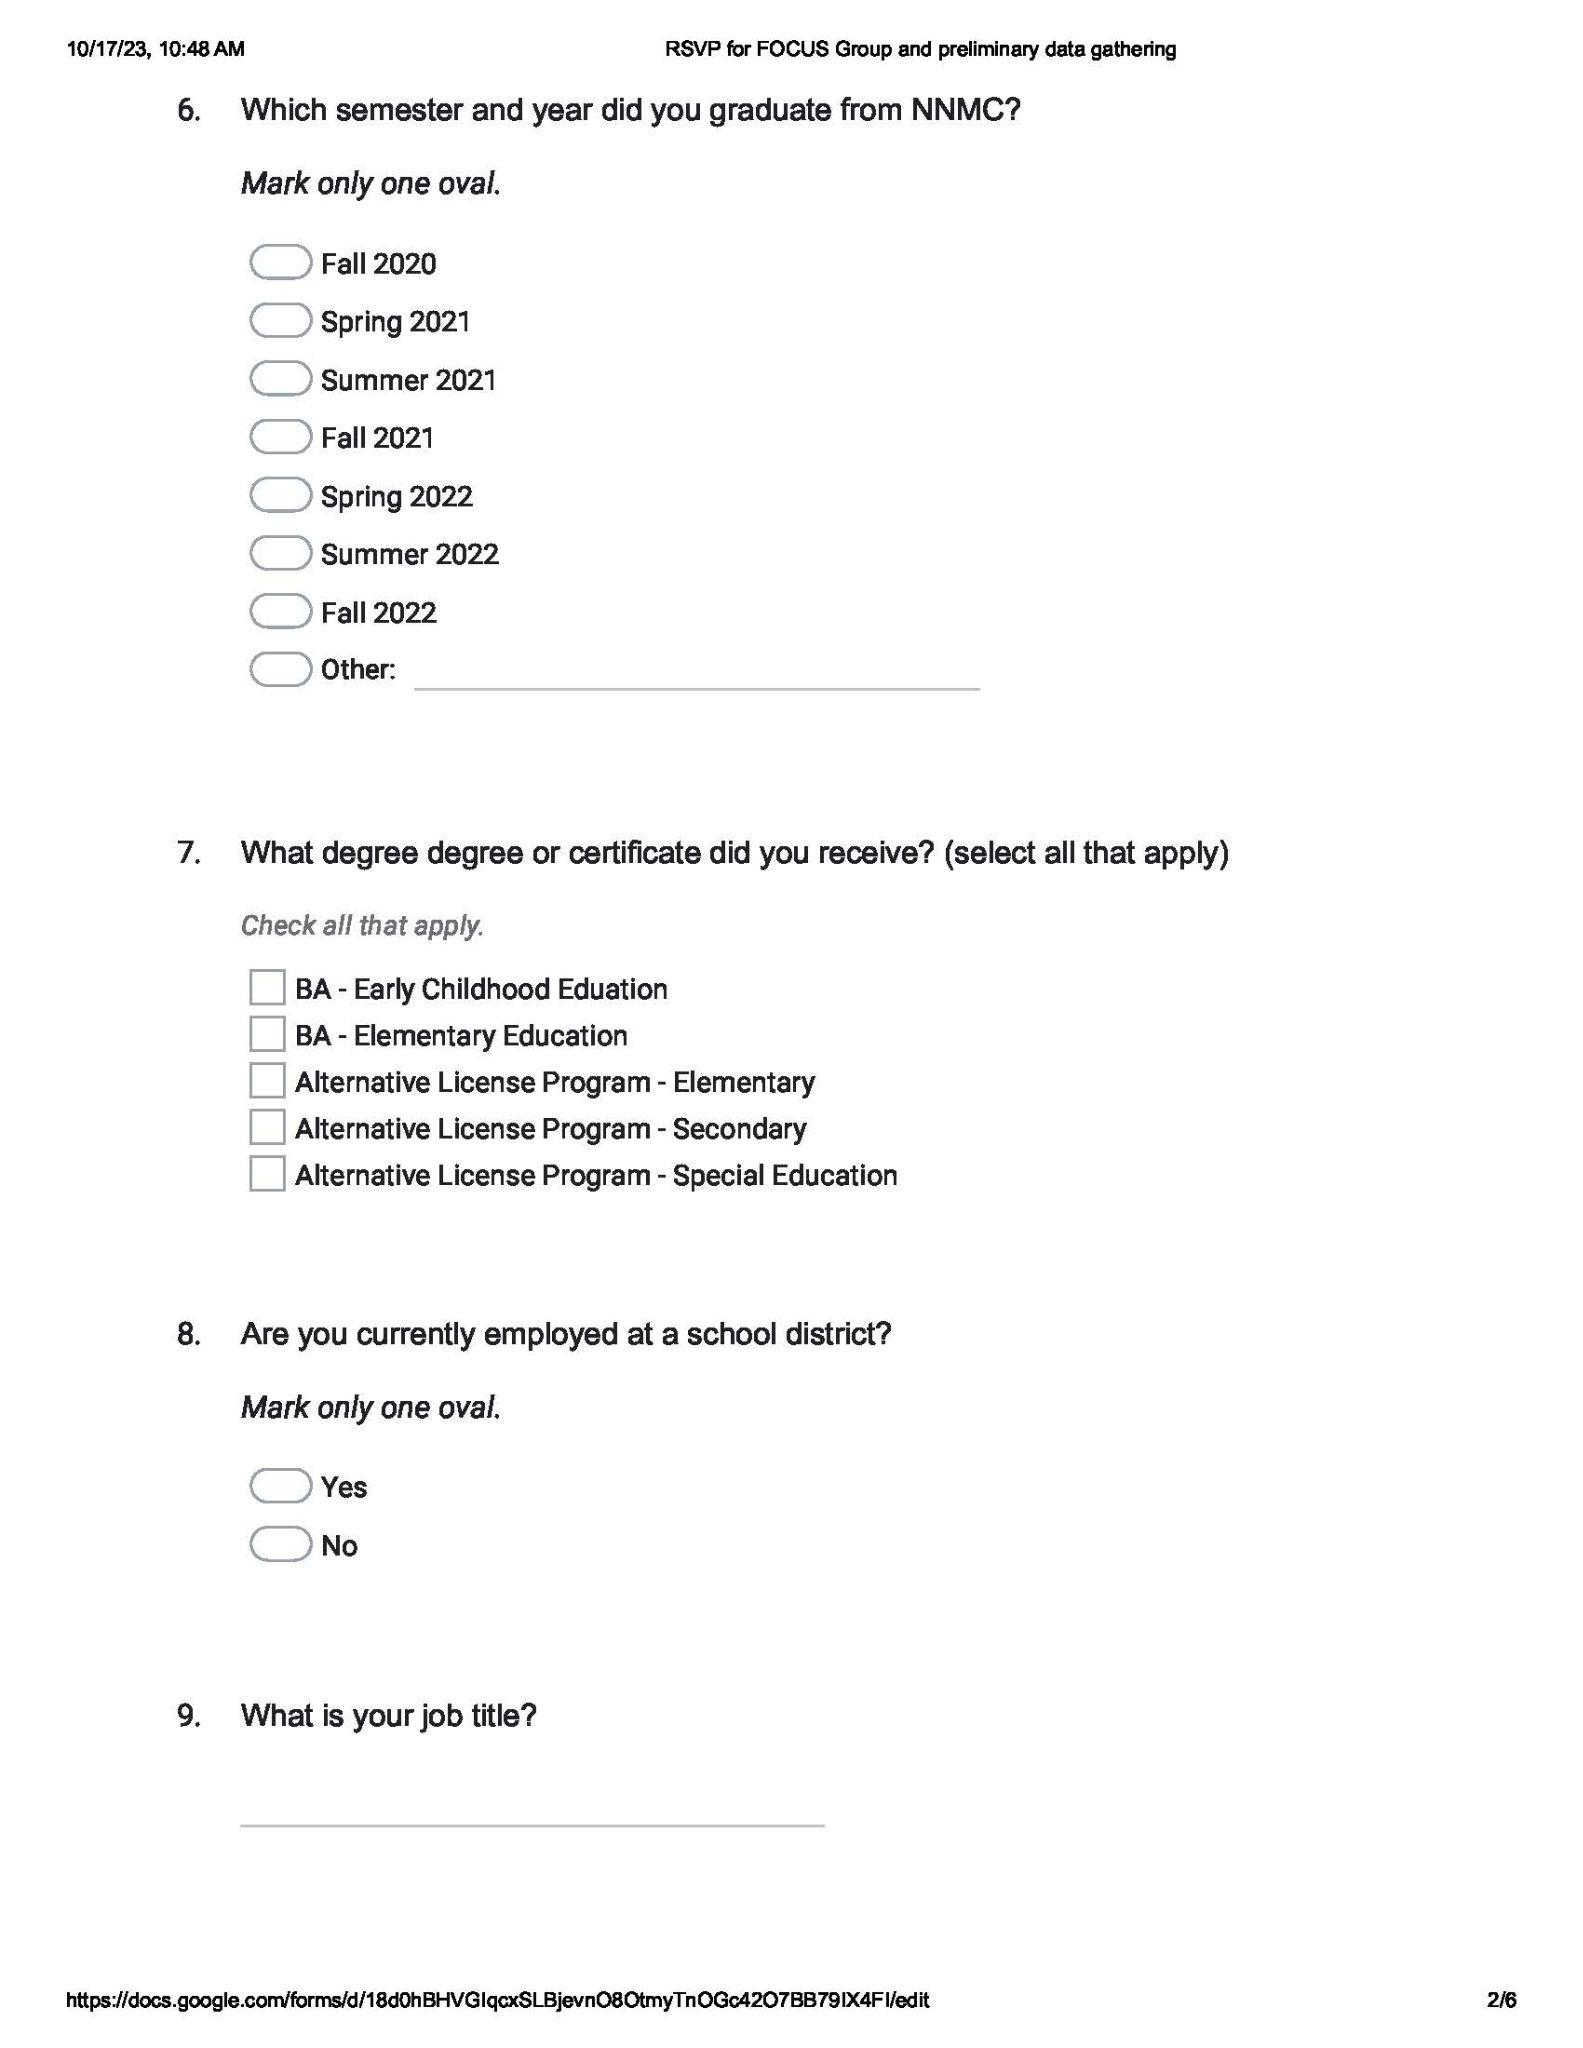 10/17/23, 10:48 AM
RSVP for FOCUS Group and preliminary data gathering
6. Which semester and year did you graduate from NNMC?
Mark only one oval.
Fall 2020
Spring 2021
Summer 2021
Fall 2021
Spring 2022
Summer 2022
Fall 2022
Other:
7. What degree degree or certificate did you receive? (select all that apply)
Check all that apply.
BA - Early Childhood Eduation
BA - Elementary Education
Alternative License Program - Elementary
Alternative License Program - Secondary
Alternative License Program - Special Education
8. Are you currently employed at a school district?
Mark only one oval.
Yes
No
9. What is your job title?
https://docs.google.com/forms/d/18d0hBHVGIqcxSLBjevnO8OtmyTnOGc42O7BB79IX4FI/edit
2/6